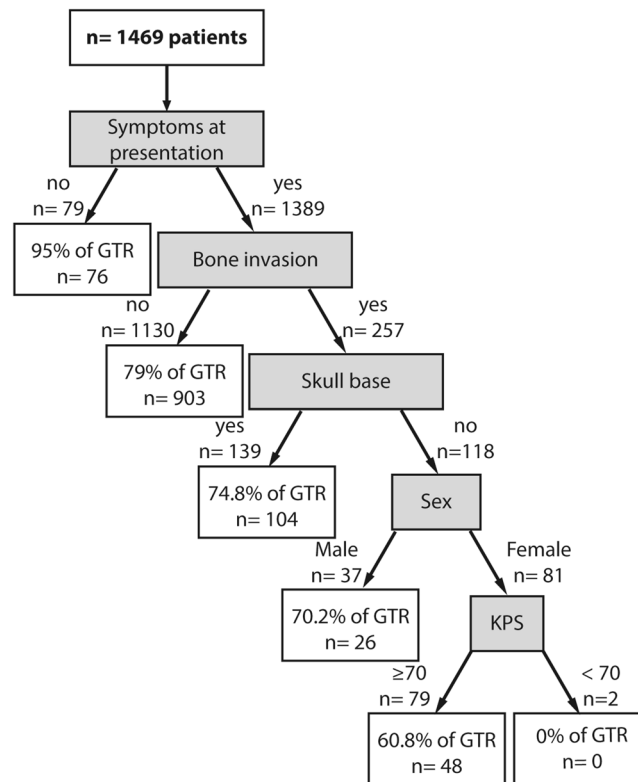 n= 1469 patients
Symptoms at
presentation
no
n= 79
yes
n= 1389
95% of GTR
n= 76
Bone invasion
no
n= 1130
yes
n= 257
79% of GTR
n= 903
Skull base
yes
n= 139
no
n=118
74.8% of GTR
n= 104
Sex
Male
n= 37
Female
n= 81
70.2% of GTR
n= 26
KPS
≥70
n= 79
< 70
n=2
60.8% of GTR
n= 48
0% of GTR
n= 0